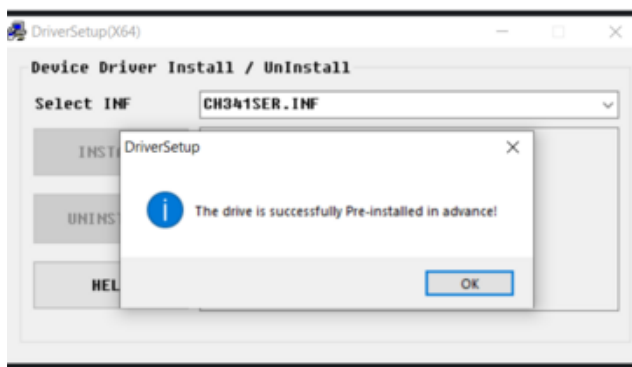 DriverSetup(X64)
Device Driver Install / UnInstall
Select INF
CH341SER.INF
DriverSetup
The drive is successfully Pre-installed in advance!
OK